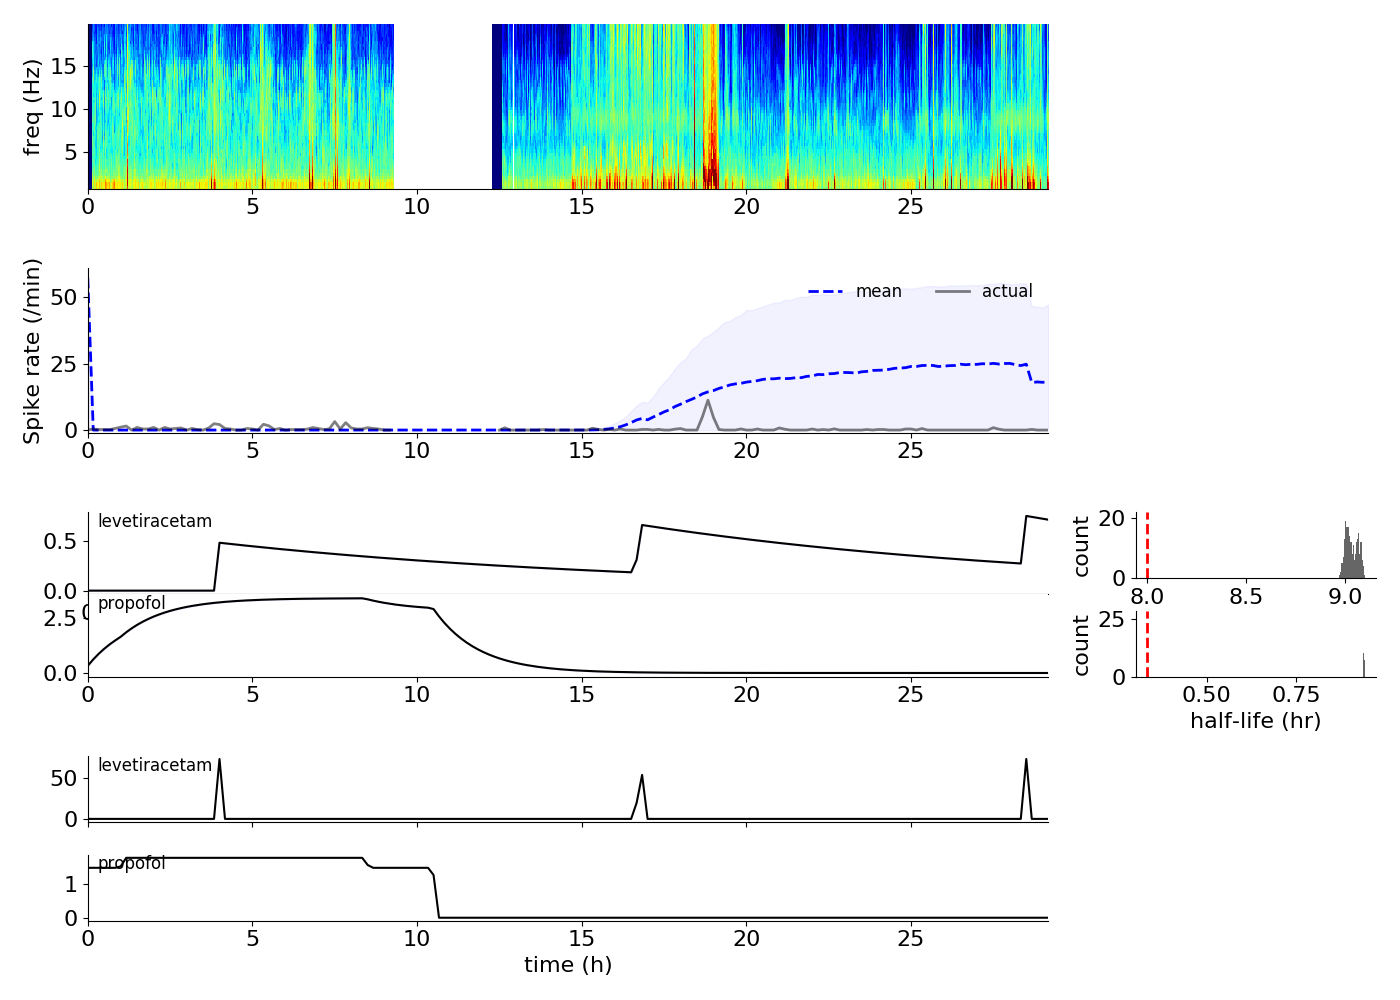 freq (Hz)
15
10
5
0 5 10 15 20 25
Spike rate (/min)
50
25
0
mean actual
0 5 10 15 20 25
levetiracetam
0.5
0.0
count
20
0
8.0 8.5 9.0
propofol
2.5
0.0
0 5 10 15 20 25
count
25
0
0.50 0.75
half-life (hr)
levetiracetam
50
0
propofol
1
0
0 5 10 15 20 25
time (h)